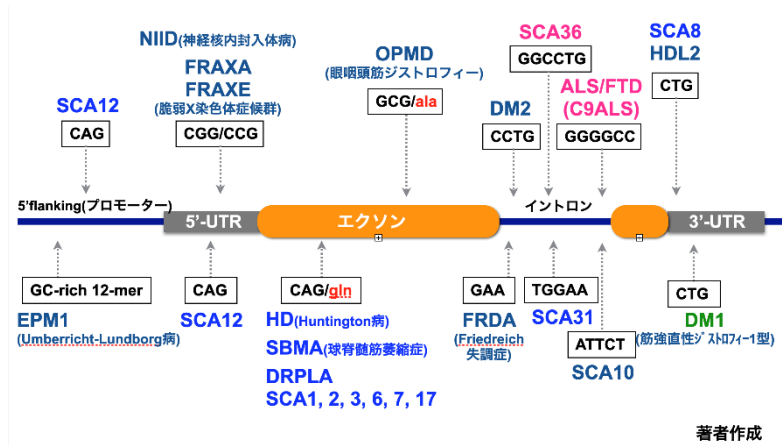 NIID(神経核内封入体病)
FRAXA
FRAXE
(脆弱X染色体症候群)
CGG/CCG
SCA12
CAG
OPMD
(眼咽頭筋ジストロフィー)
GCG/ala
SCA36
GGCCTG
DM2
CCTG
ALS/FTD
(C9ALS)
GGGGCC
SCA8
HDL2
CTG
5'flanking(プロモーター)
5'-UTR
エクソン
イントロン
3'-UTR
GC-rich 12-mer
EPM1
(Umberricht-Lundborg病)
CAG
SCA12
CAG/gln
HD(Huntington病)
SBMA(球脊髄筋萎縮症)
DRPLA
SCA1, 2, 3, 6, 7, 17
GAA
FRDA
(Friedreich
失調症)
TGGAA
SCA31
ATTCT
SCA10
CTG
DM1
(筋強直性ｼﾞｽﾄﾛﾌｨｰ1型)
著者作成